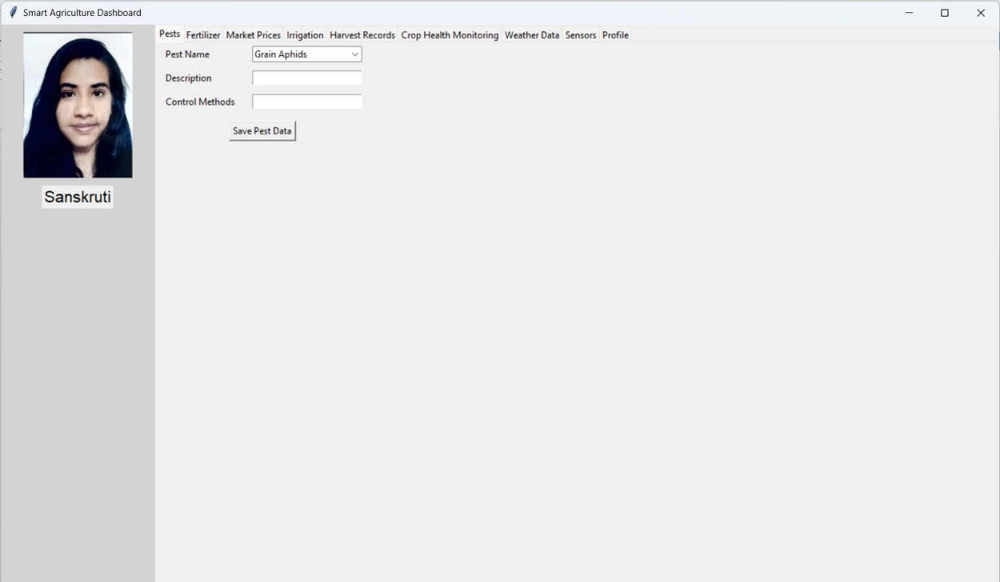 Smart Agriculture Dashboard
Pests Fertilizer Market Prices Irrigation Harvest Records Crop Health Monitoring Weather Data Sensors Profile
Pest Name Grain Aphids
Description
Control Methods
Save Pest Data
Sanskruti